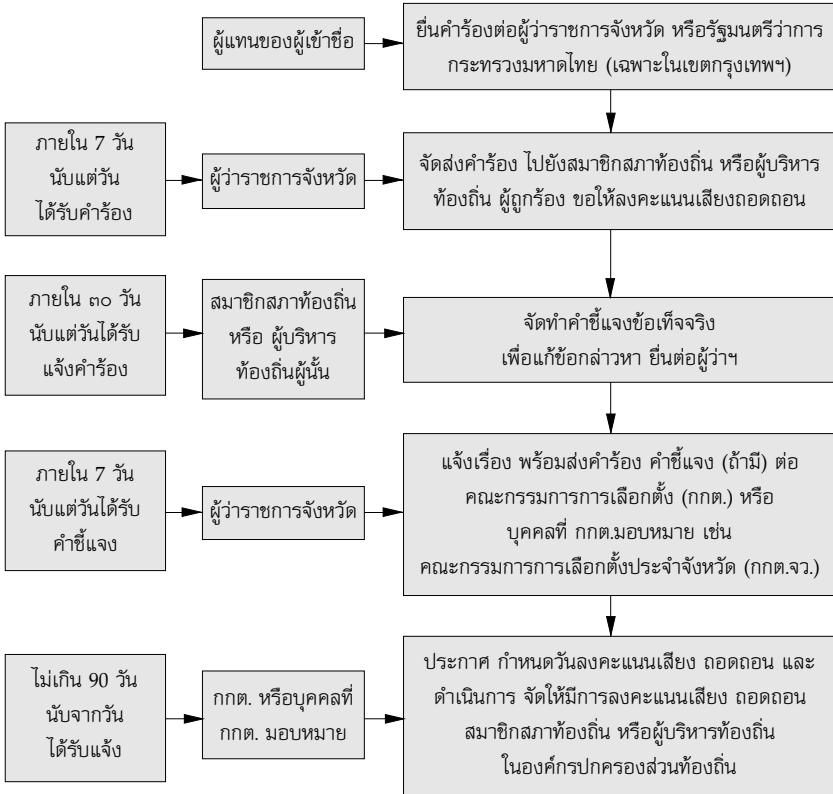 ผู้แทนของผู้เข้าชื่อ
ยื่นคำร้องต่อผู้ว่าราชการจังหวัด หรือรัฐมนตรีว่าการ
กระทรวงมหาดไทย (เฉพาะในเขตกรุงเทพฯ)
ภายใน 7 วัน
นับแต่วัน
ได้รับคำร้อง
ผู้ว่าราชการจังหวัด
จัดส่งคำร้อง ไปยังสมาชิกสภาท้องถิ่น หรือผู้บริหาร
ท้องถิ่น ผู้ถูกร้อง ขอให้ลงคะแนนเสียงถอดถอน
ภายใน ๓๐ วัน
นับแต่วันได้รับ
แจ้งคำร้อง
สมาชิกสภาท้องถิ่น
หรือ ผู้บริหาร
ท้องถิ่นผู้นั้น
จัดทำคำชี้แจงข้อเท็จจริง
เพื่อแก้ข้อกล่าวหา ยื่นต่อผู้ว่าฯ
ภายใน 7 วัน
นับแต่วันได้รับ
คำชี้แจง
ผู้ว่าราชการจังหวัด
แจ้งเรื่อง พร้อมส่งคำร้อง คำชี้แจง (ถ้ามี) ต่อ
คณะกรรมการการเลือกตั้ง (กกต.) หรือ
บุคคลที่ กกต.มอบหมาย เช่น
คณะกรรมการการเลือกตั้งประจำจังหวัด (กกต.จว.)
ไม่เกิน 90 วัน
นับจากวัน
ได้รับแจ้ง
กกต. หรือบุคคลที่
กกต. มอบหมาย
ประกาศ กำหนดวันลงคะแนนเสียง ถอดถอน และ
ดำเนินการ จัดให้มีการลงคะแนนเสียง ถอดถอน
สมาชิกสภาท้องถิ่น หรือผู้บริหารท้องถิ่น
ในองค์กรปกครองส่วนท้องถิ่น